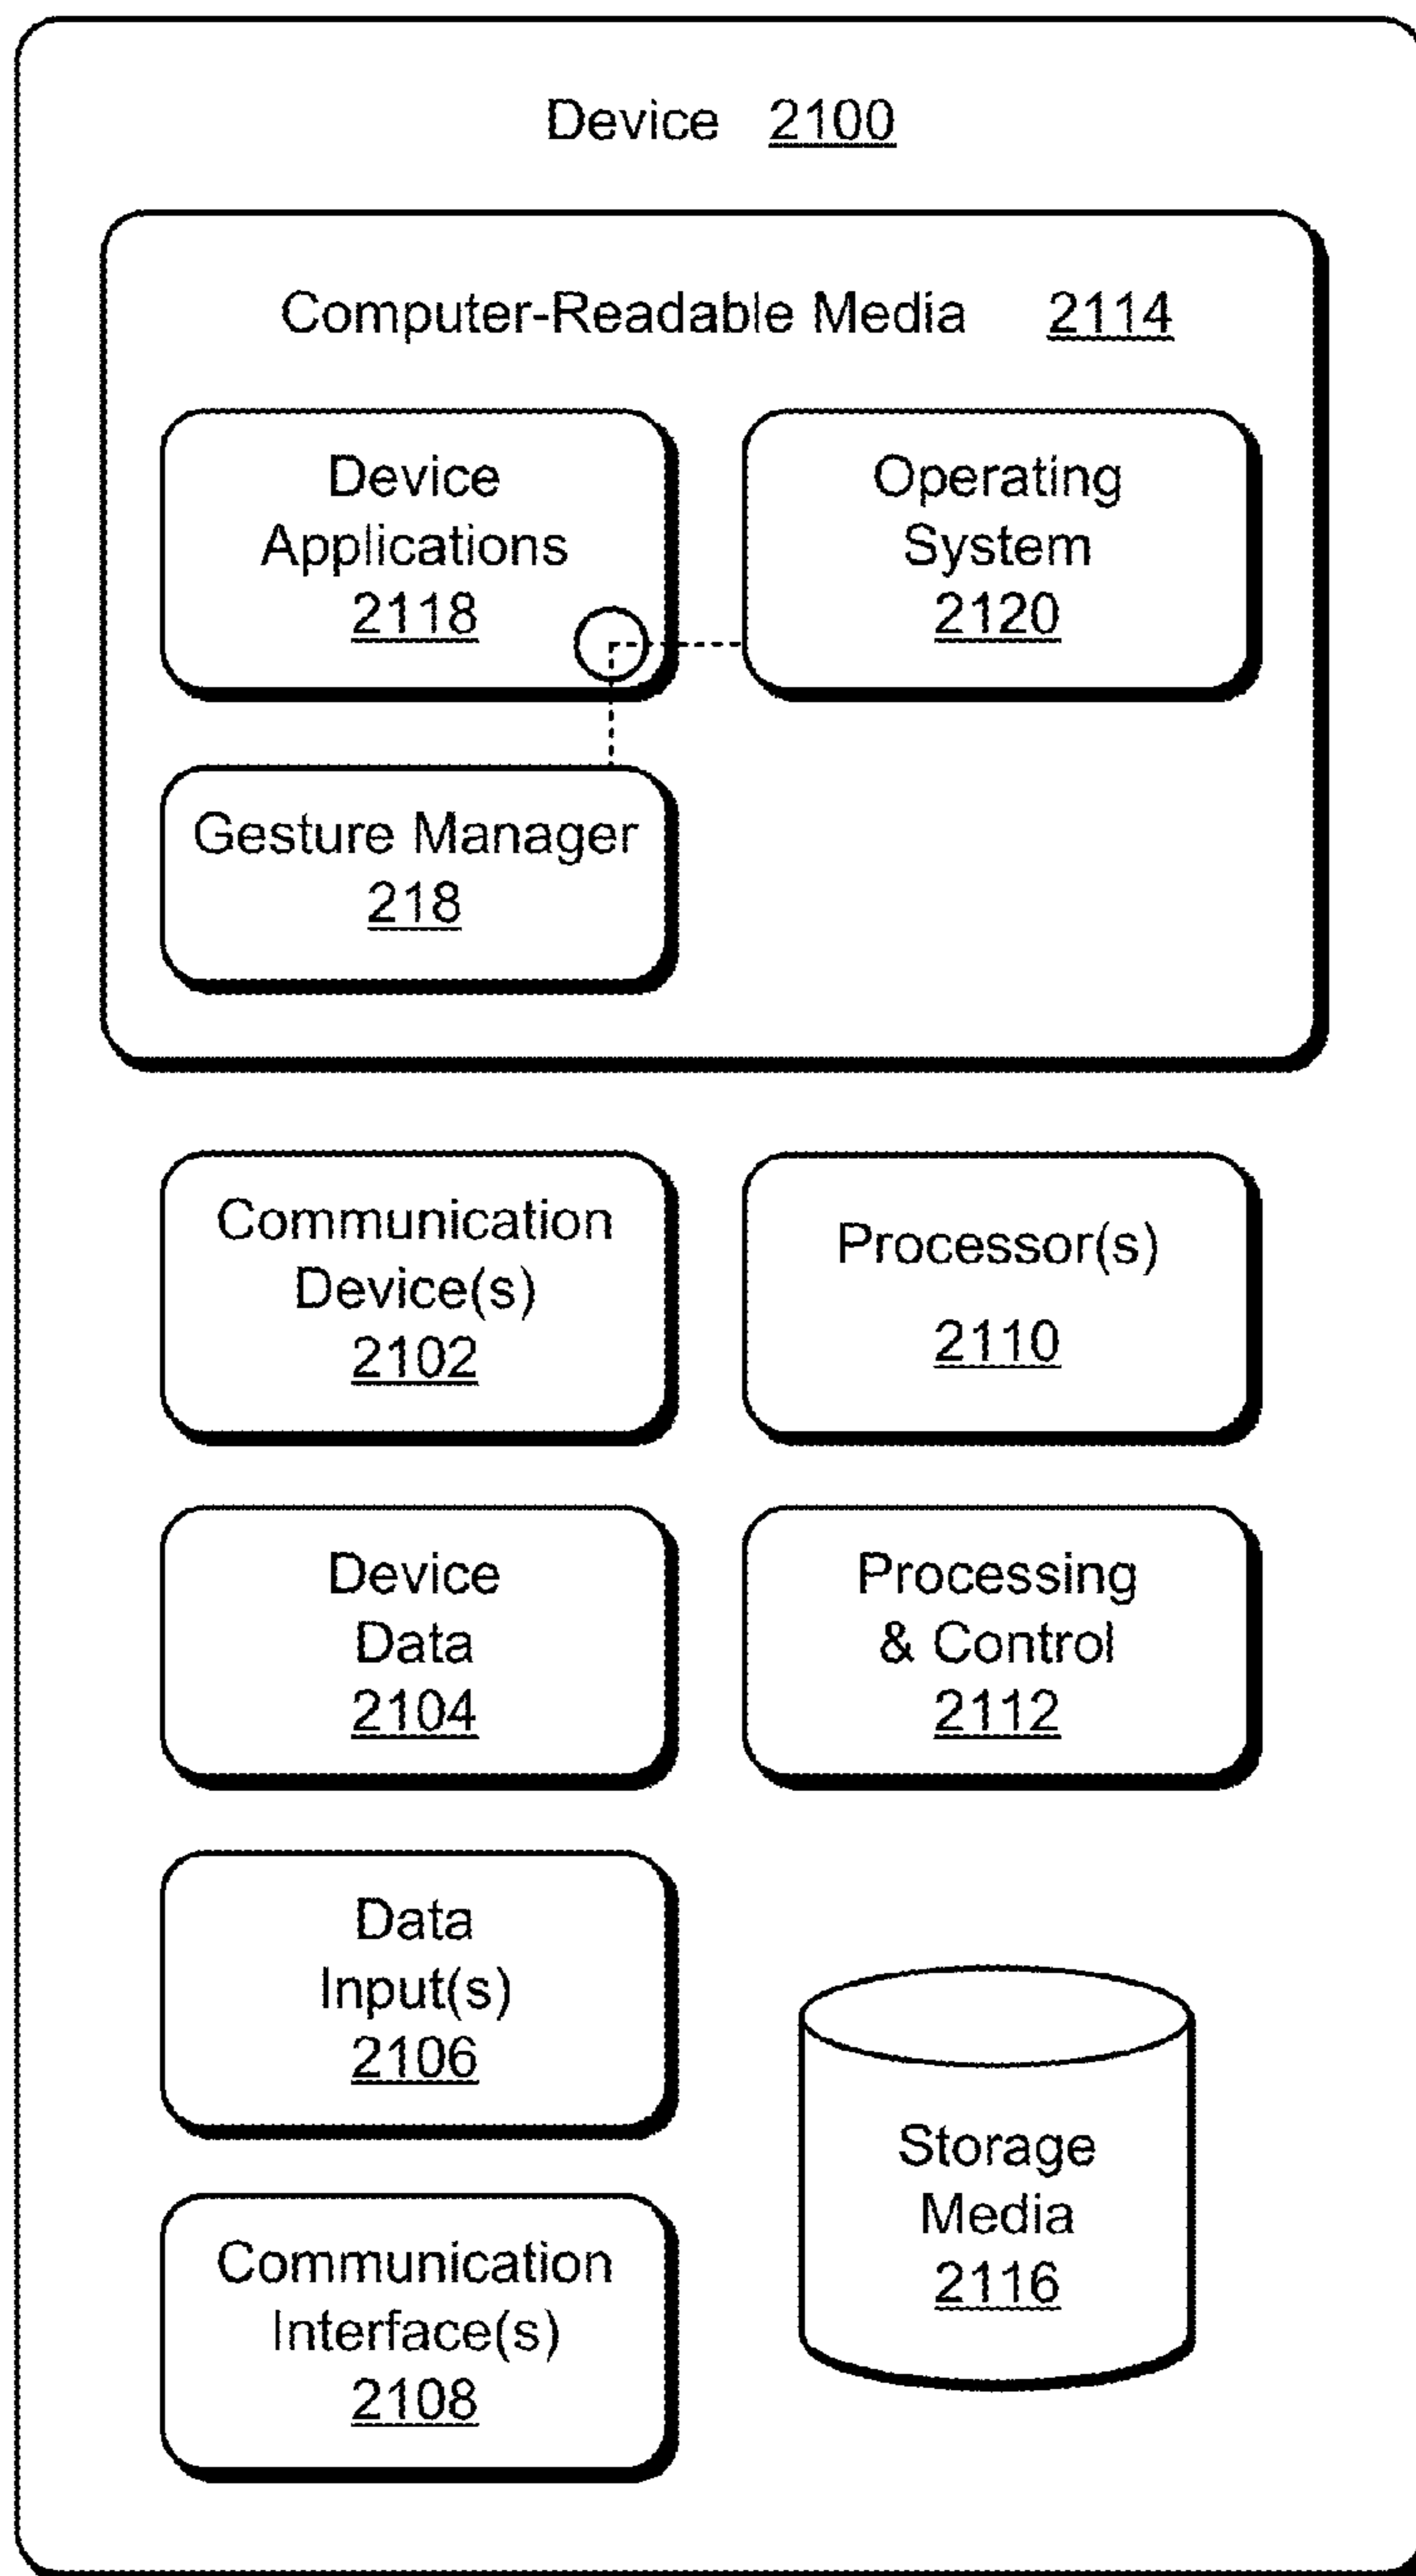 Device 2100
Computer-Readable Media 2114
Device
Applications
2118
Operating
System
2120
Gesture Manager
218
Communication
Device(s)
2102
Processor(s)
2110
Device
Data
2104
Processing
& Control
2112
Data
Input(s)
2106
Storage
Media
2116
Communication
Interface(s)
2108